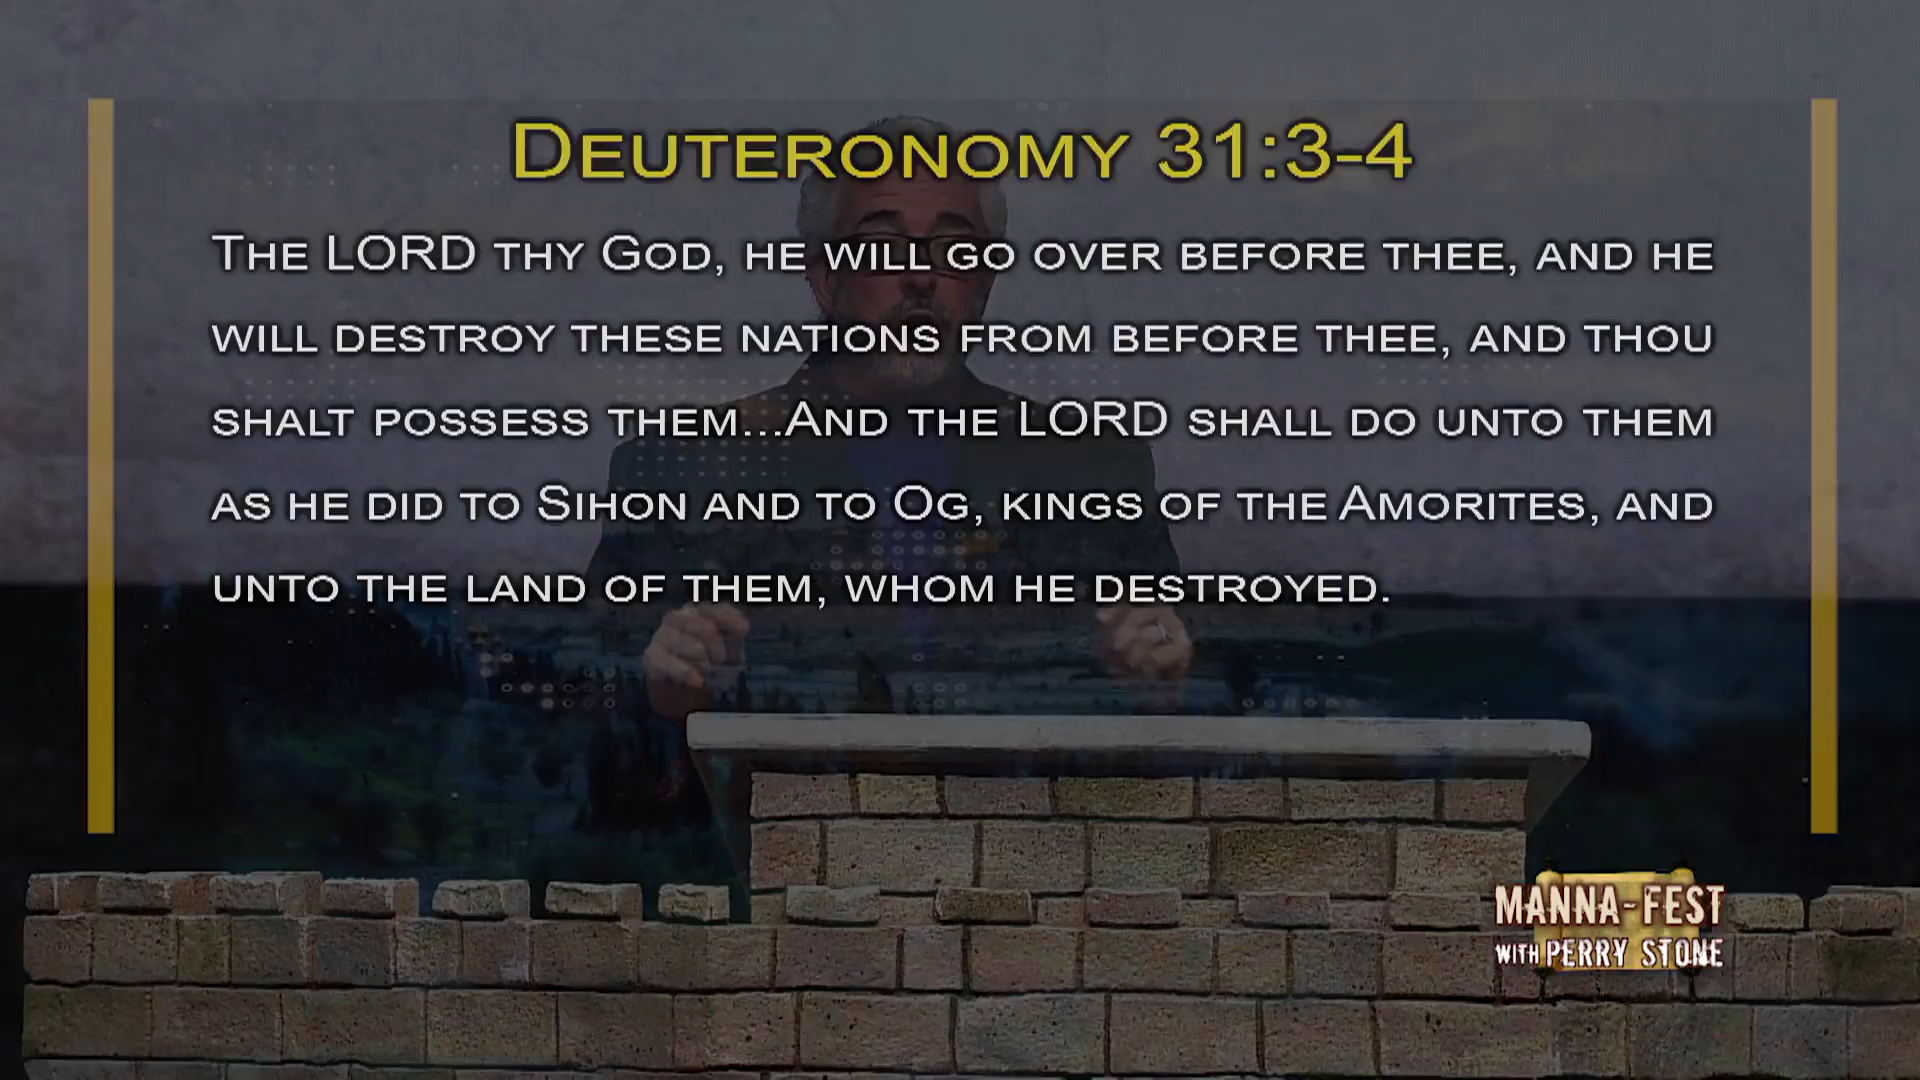 DEUTERONOMY 31:3-4
THE LORD THY GOD, HE WILL GO OVER BEFORE THEE, AND HE
WILL DESTROY THESE NATIONS FROM BEFORE THEE, AND THOU
SHALT POSSESS THEM...AND THE LORD SHALL DO UNTO THEM
AS HE DID TO SIHON AND TO OG, KINGS OF THE AMORITES, AND
UNTO THE LAND OF THEM, WHOM HE DESTROYED.
MANNA-FEST
WITH PERRY STONE